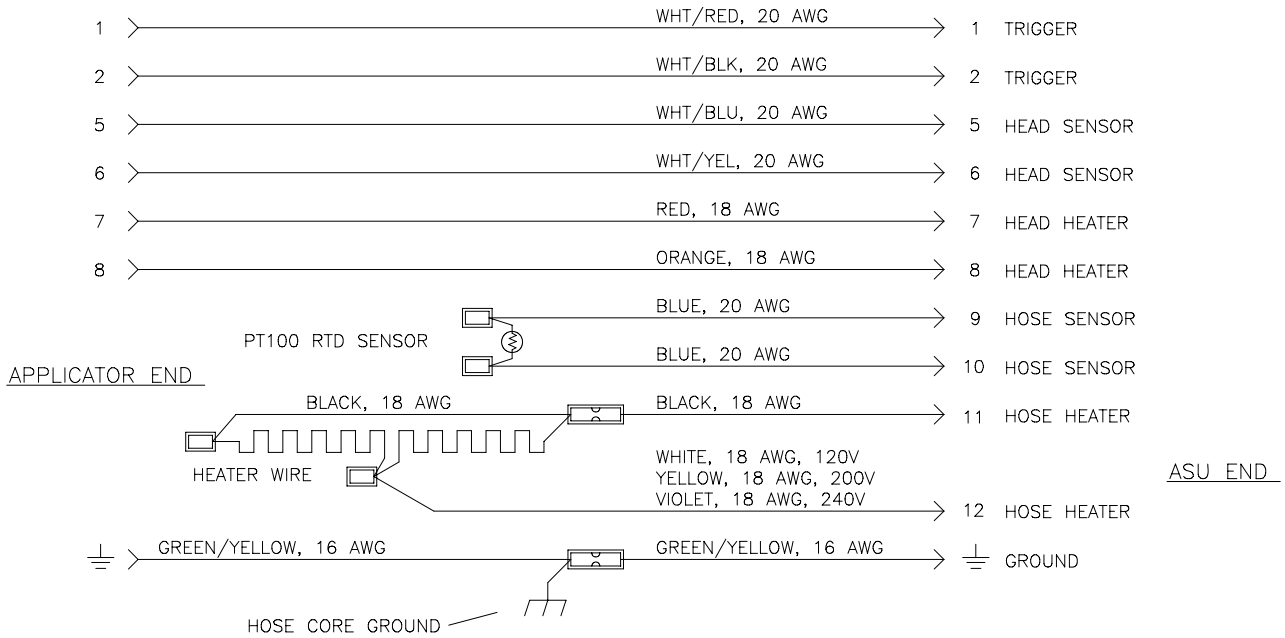 1 WHT/RED, 20 AWG 1 TRIGGER
2 WHT/BLK, 20 AWG 2 TRIGGER
5 WHT/BLU, 20 AWG 5 HEAD SENSOR
6 WHT/YEL, 20 AWG 6 HEAD SENSOR
7 RED, 18 AWG 7 HEAD HEATER
8 ORANGE, 18 AWG 8 HEAD HEATER
BLUE, 20 AWG 9 HOSE SENSOR
PT100 RTD SENSOR
BLUE, 20 AWG 10 HOSE SENSOR
APPLICATOR END
BLACK, 18 AWG BLACK, 18 AWG 11 HOSE HEATER
HEATER WIRE
WHITE, 18 AWG, 120V
YELLOW, 18 AWG, 200V
VIOLET, 18 AWG, 240V
ASU END
12 HOSE HEATER
GREEN/YELLOW, 16 AWG GREEN/YELLOW, 16 AWG GROUND
HOSE CORE GROUND